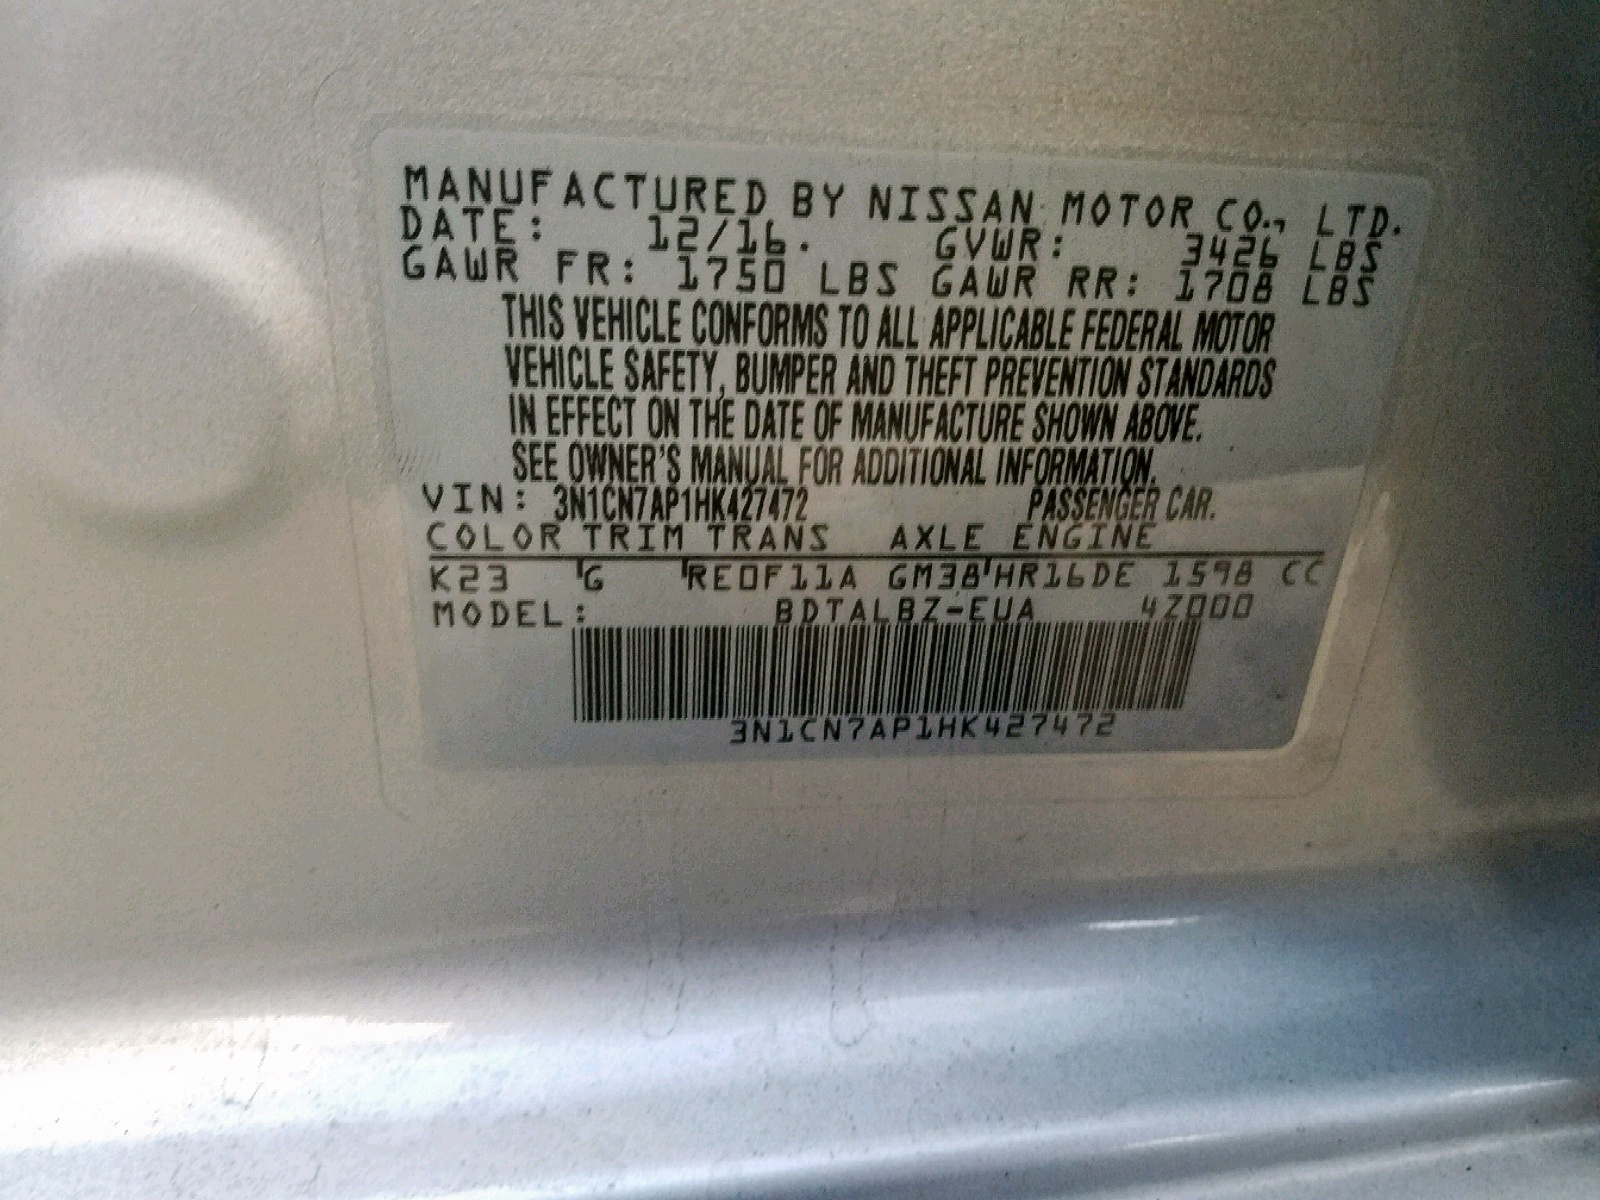 MANUFACTURED BY NISSAN MOTOR CO., LTD.
DATE: 12/16. GVWR: 3426 LBS
GAWR FR: 1750 LBS GAWR RR: 1708 LBS
THIS VEHICLE CONFORMS TO ALL APPLICABLE FEDERAL MOTOR
VEHICLE SAFETY, BUMPER AND THEFT PREVENTION STANDARDS
IN EFFECT ON THE DATE OF MANUFACTURE SHOWN ABOVE.
SEE OWNER'S MANUAL FOR ADDITIONAL INFORMATION.
VIN: 3N1CN7AP1HK427472 PASSENGER CAR.
COLOR TRIM TRANS AXLE ENGINE
K23 G RE0F11A GM38 HR16DE 1598 CC
MODEL: BDTALBZ-EUA 4Z000
3N1CN7AP1HK427472